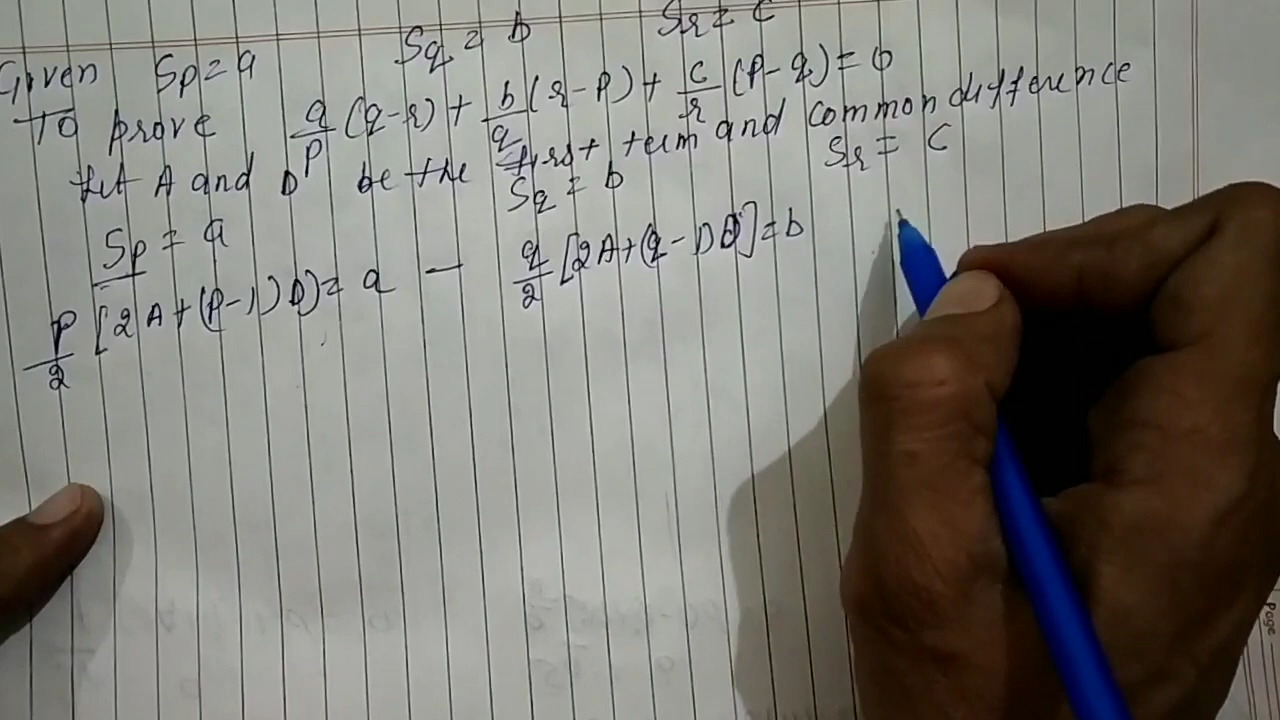 Given Sp = a Sq = b Sr = c
To prove a/p (q-r) + b/q (r-p) + c/r (p-q) = 0
Let A and D be the first term and common difference
Sp = a Sq = b Sr = c
p/2 [2A+(p-1)D] = a — q/2 [2A+(q-1)D] = b
Page